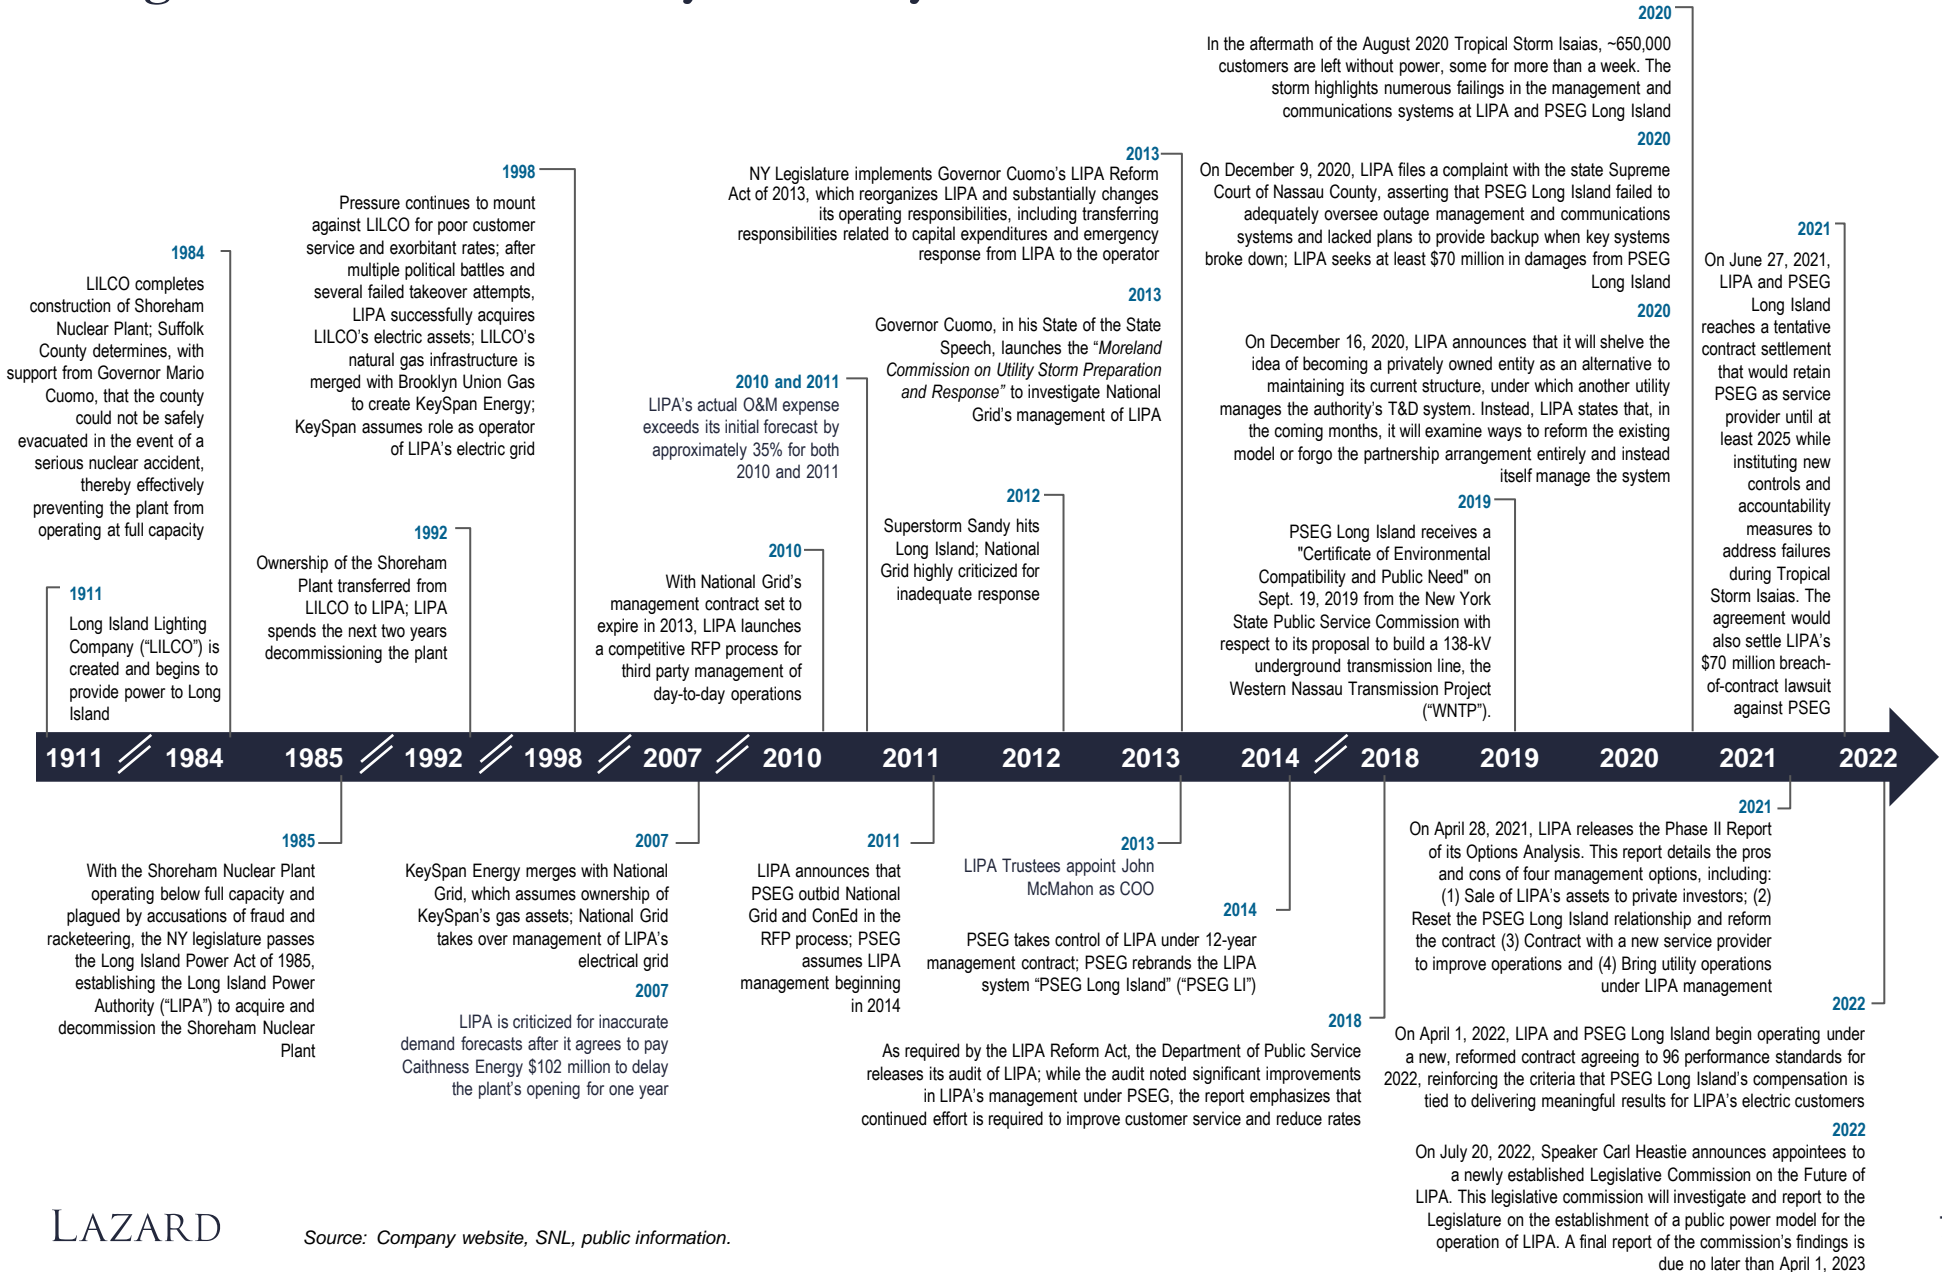 2020
In the aftermath of the August 2020 Tropical Storm Isaias, ~650,000
customers are left without power, some for more than a week. The
storm highlights numerous failings in the management and
communications systems at LIPA and PSEG Long Island
2020
On December 9, 2020, LIPA files a complaint with the state Supreme
Court of Nassau County, asserting that PSEG Long Island failed to
adequately oversee outage management and communications
systems and lacked plans to provide backup when key systems
broke down; LIPA seeks at least $70 million in damages from PSEG
Long Island
2020
On December 16, 2020, LIPA announces that it will shelve the
idea of becoming a privately owned entity as an alternative to
maintaining its current structure, under which another utility
manages the authority's T&D system. Instead, LIPA states that, in
the coming months, it will examine ways to reform the existing
model or forgo the partnership arrangement entirely and instead
itself manage the system
2013
NY Legislature implements Governor Cuomo's LIPA Reform
Act of 2013, which reorganizes LIPA and substantially changes
its operating responsibilities, including transferring
responsibilities related to capital expenditures and emergency
response from LIPA to the operator
2013
Governor Cuomo, in his State of the State
Speech, launches the “Moreland
Commission on Utility Storm Preparation
and Response” to investigate National
Grid's management of LIPA
1998
Pressure continues to mount
against LILCO for poor customer
service and exorbitant rates; after
multiple political battles and
several failed takeover attempts,
LIPA successfully acquires
LILCO's electric assets; LILCO's
natural gas infrastructure is
merged with Brooklyn Union Gas
to create KeySpan Energy;
KeySpan assumes role as operator
of LIPA's electric grid
1984
LILCO completes
construction of Shoreham
Nuclear Plant; Suffolk
County determines, with
support from Governor Mario
Cuomo, that the county
could not be safely
evacuated in the event of a
serious nuclear accident,
thereby effectively
preventing the plant from
operating at full capacity
2021
On June 27, 2021,
LIPA and PSEG
Long Island
reaches a tentative
contract settlement
that would retain
PSEG as service
provider until at
least 2025 while
instituting new
controls and
accountability
measures to
address failures
during Tropical
Storm Isaias. The
agreement would
also settle LIPA's
$70 million breach-
of-contract lawsuit
against PSEG
2010 and 2011
LIPA's actual O&M expense
exceeds its initial forecast by
approximately 35% for both
2010 and 2011
2012
Superstorm Sandy hits
Long Island; National
Grid highly criticized for
inadequate response
2019
PSEG Long Island receives a
"Certificate of Environmental
Compatibility and Public Need" on
Sept. 19, 2019 from the New York
State Public Service Commission with
respect to its proposal to build a 138-kV
underground transmission line, the
Western Nassau Transmission Project
(“WNTP”).
1992
Ownership of the Shoreham
Plant transferred from
LILCO to LIPA; LIPA
spends the next two years
decommissioning the plant
2010
With National Grid's
management contract set to
expire in 2013, LIPA launches
a competitive RFP process for
third party management of
day-to-day operations
1911
Long Island Lighting
Company (“LILCO”) is
created and begins to
provide power to Long
Island
1911 1984 1985 1992 1998 2007 2010 2011 2012 2013 2014 2018 2019 2020 2021 2022
1985
With the Shoreham Nuclear Plant
operating below full capacity and
plagued by accusations of fraud and
racketeering, the NY legislature passes
the Long Island Power Act of 1985,
establishing the Long Island Power
Authority (“LIPA”) to acquire and
decommission the Shoreham Nuclear
Plant
2007
KeySpan Energy merges with National
Grid, which assumes ownership of
KeySpan's gas assets; National Grid
takes over management of LIPA's
electrical grid
2007
LIPA is criticized for inaccurate
demand forecasts after it agrees to pay
Caithness Energy $102 million to delay
the plant's opening for one year
2011
LIPA announces that
PSEG outbid National
Grid and ConEd in the
RFP process; PSEG
assumes LIPA
management beginning
in 2014
2013
LIPA Trustees appoint John
McMahon as COO
2014
PSEG takes control of LIPA under 12-year
management contract; PSEG rebrands the LIPA
system “PSEG Long Island” (“PSEG LI”)
2018
As required by the LIPA Reform Act, the Department of Public Service
releases its audit of LIPA; while the audit noted significant improvements
in LIPA's management under PSEG, the report emphasizes that
continued effort is required to improve customer service and reduce rates
2021
On April 28, 2021, LIPA releases the Phase II Report
of its Options Analysis. This report details the pros
and cons of four management options, including:
(1) Sale of LIPA's assets to private investors; (2)
Reset the PSEG Long Island relationship and reform
the contract (3) Contract with a new service provider
to improve operations and (4) Bring utility operations
under LIPA management
2022
On April 1, 2022, LIPA and PSEG Long Island begin operating under
a new, reformed contract agreeing to 96 performance standards for
2022, reinforcing the criteria that PSEG Long Island's compensation is
tied to delivering meaningful results for LIPA's electric customers
2022
On July 20, 2022, Speaker Carl Heastie announces appointees to
a newly established Legislative Commission on the Future of
LIPA. This legislative commission will investigate and report to the
Legislature on the establishment of a public power model for the
operation of LIPA. A final report of the commission's findings is
due no later than April 1, 2023
LAZARD
Source: Company website, SNL, public information.